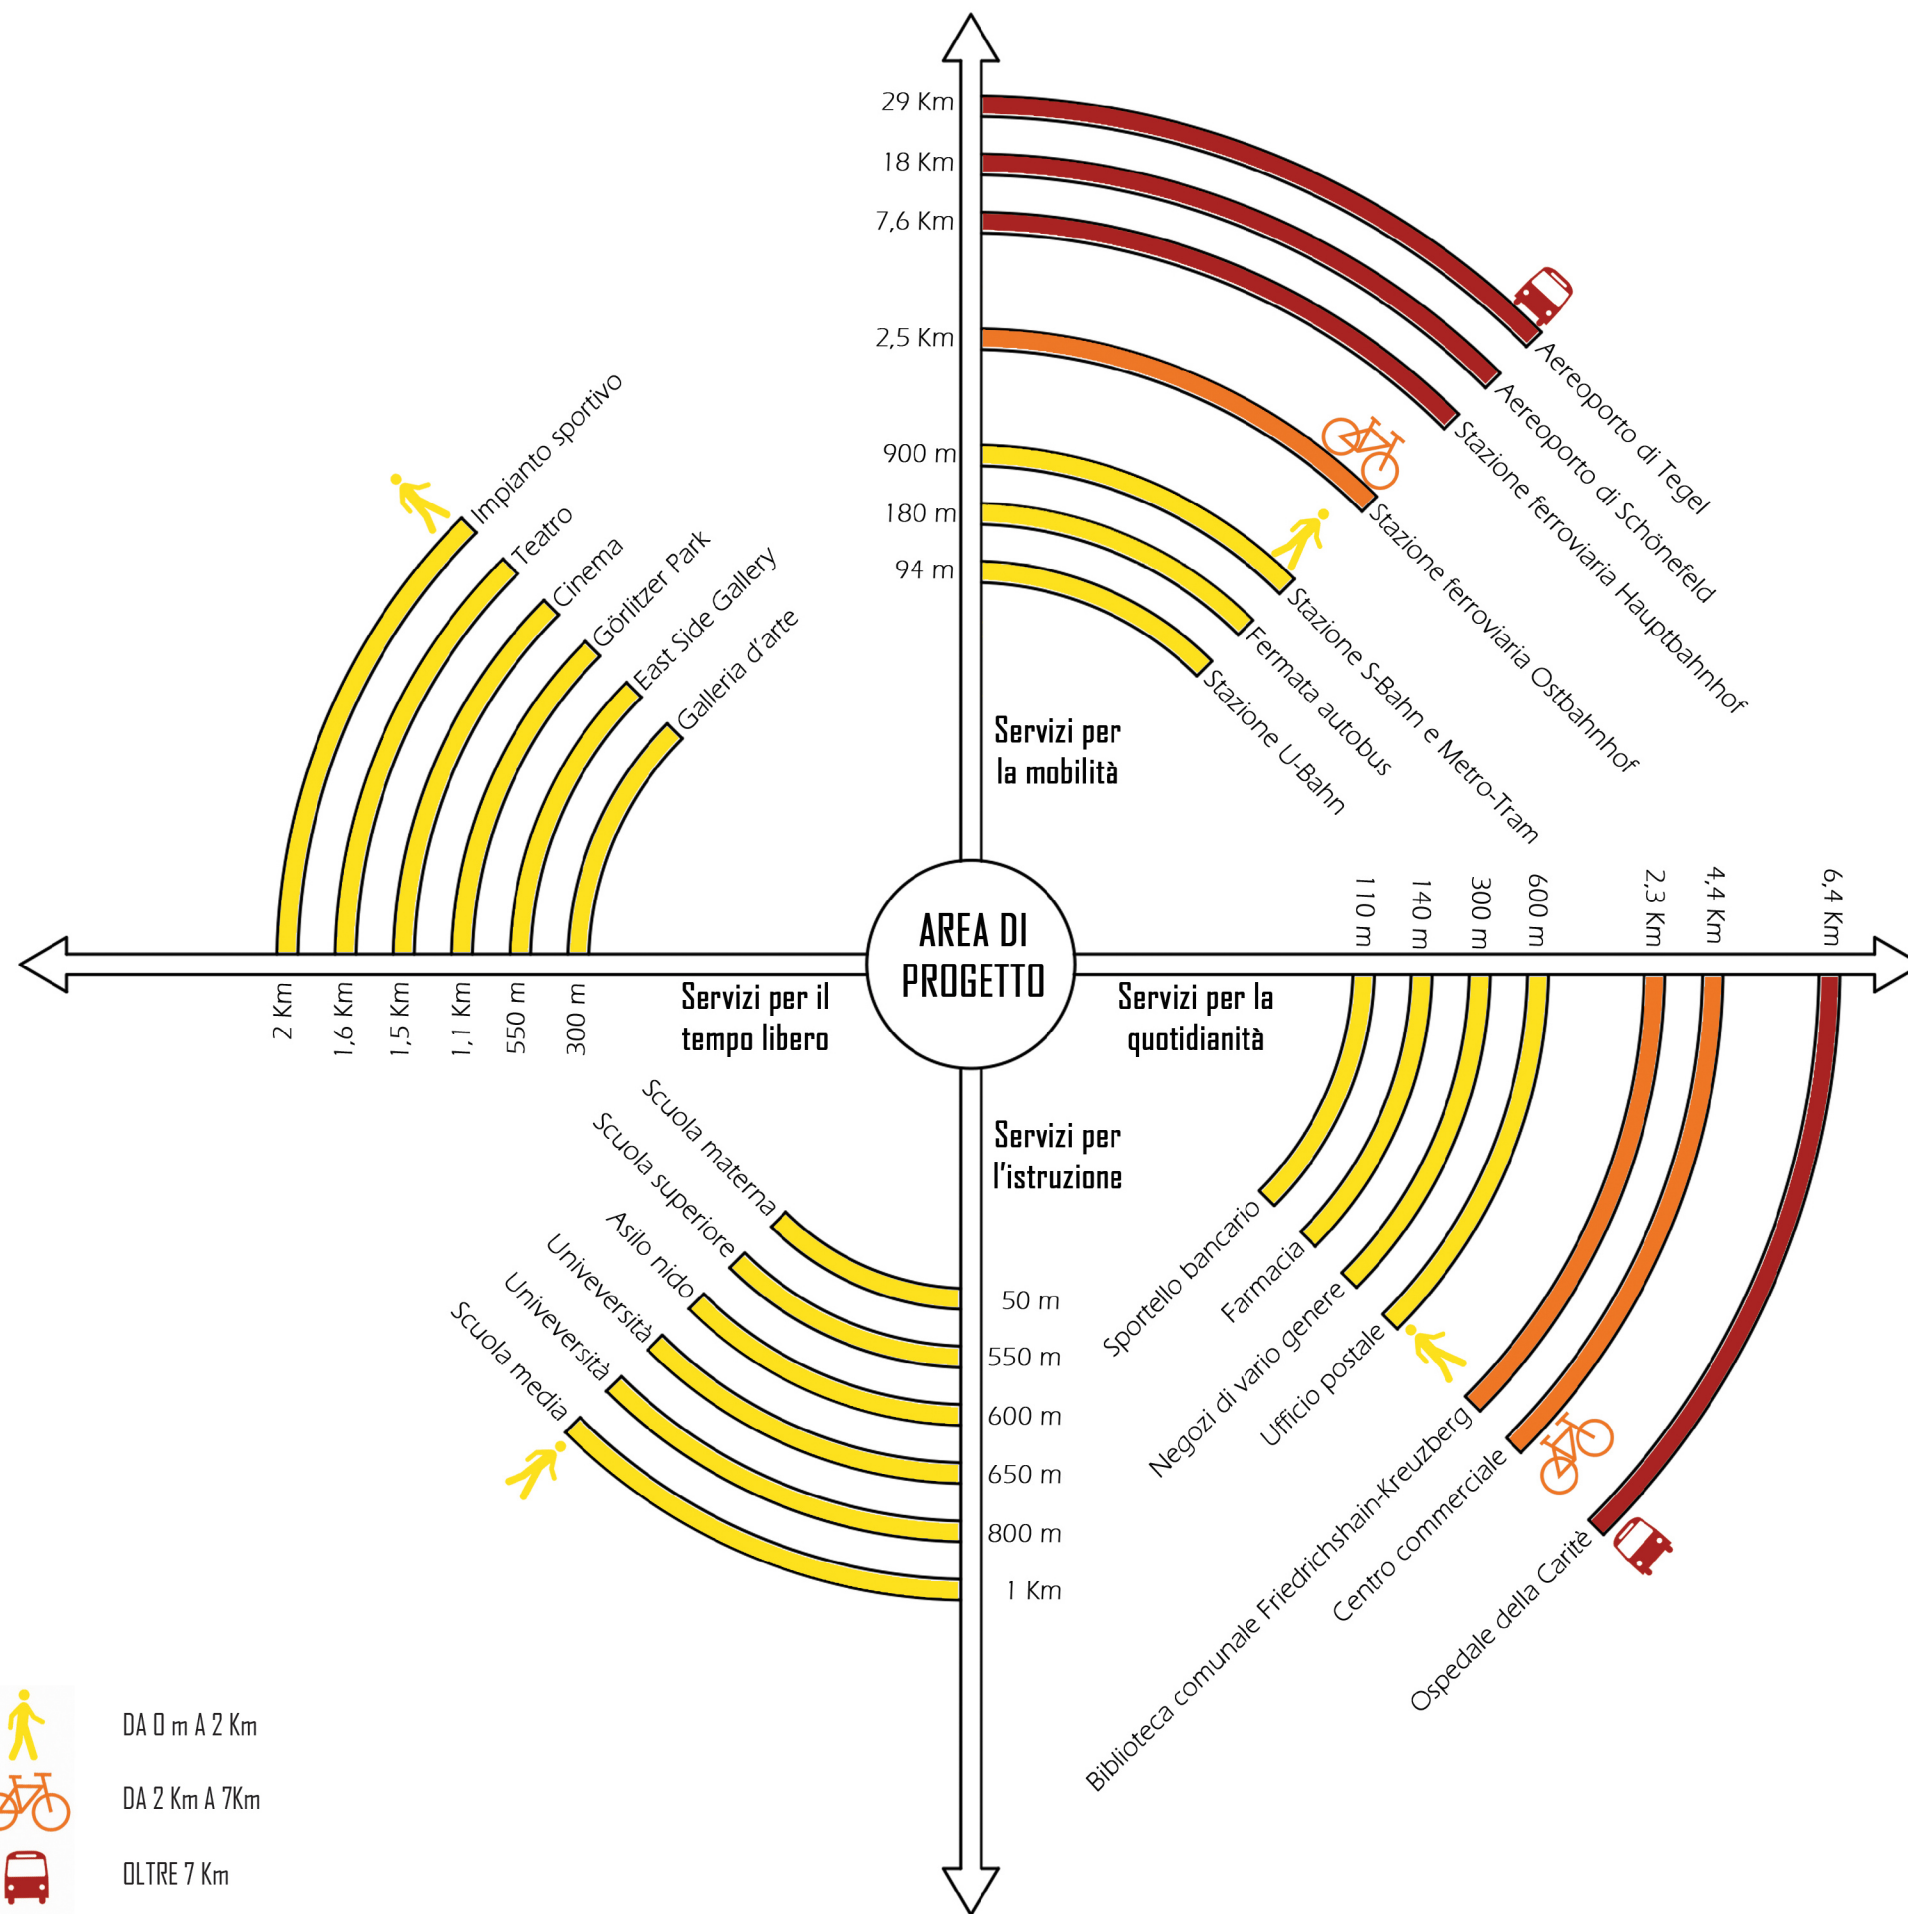 29 Km
18 Km
7,6 Km
2,5 Km
900 m
180 m
94 m
Aereoporto di Tegel
Aereoporto di Schönefeld
Stazione ferroviaria Hauptbahnhof
Stazione ferroviaria Ostbahnhof
Stazione S-Bahn e Metro-Tram
Fermata autobus
Stazione U-Bahn
Servizi per
la mobilità
Impianto sportivo
Teatro
Cinema
Görlitzer Park
East Side Gallery
Galleria d'arte
2 Km
1,6 Km
1,5 Km
1,1 Km
550 m
300 m
Servizi per il
tempo libero
AREA DI
PROGETTO
110 m
140 m
300 m
600 m
2,3 Km
4,4 Km
6,4 Km
Servizi per la
quotidianità
Sportello bancario
Farmacia
Negozi di vario genere
Ufficio postale
Biblioteca comunale Friedrichshain-Kreuzberg
Centro commerciale
Ospedale della Caritè
Servizi per
l'istruzione
Scuola materna
Scuola superiore
Asilo nido
Univeversità
Univeversità
Scuola media
50 m
550 m
600 m
650 m
800 m
1 Km
DA 0 m A 2 Km
DA 2 Km A 7Km
OLTRE 7 Km